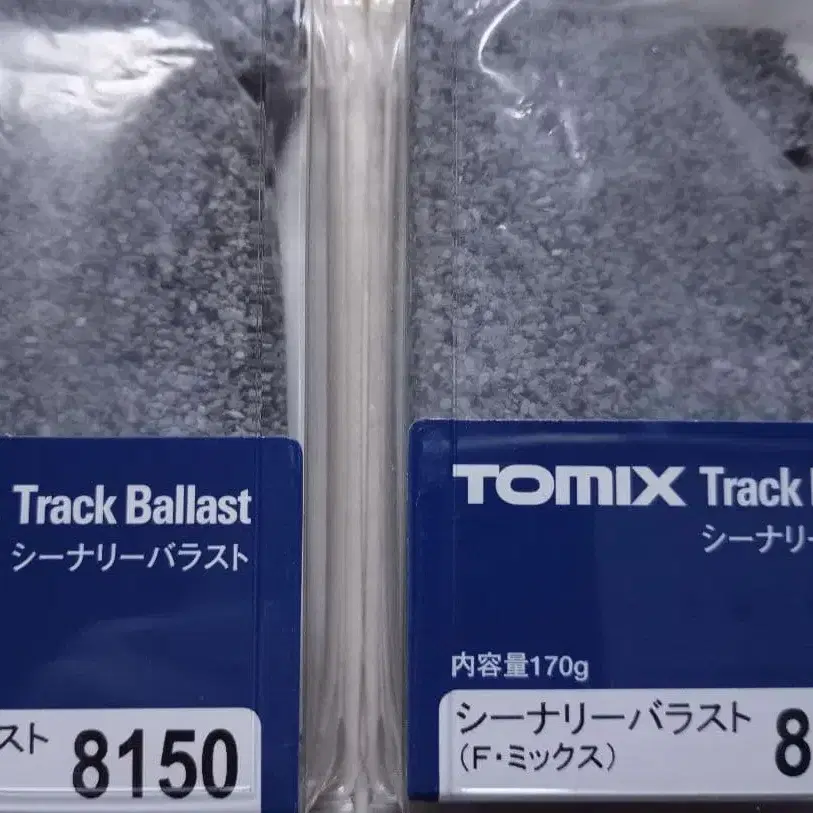 Track Ballast
シーナリーバラスト
スト 8150
TOMIX Track
シーナリー
内容量170g
シーナリーバラスト 8
(F・ミックス)